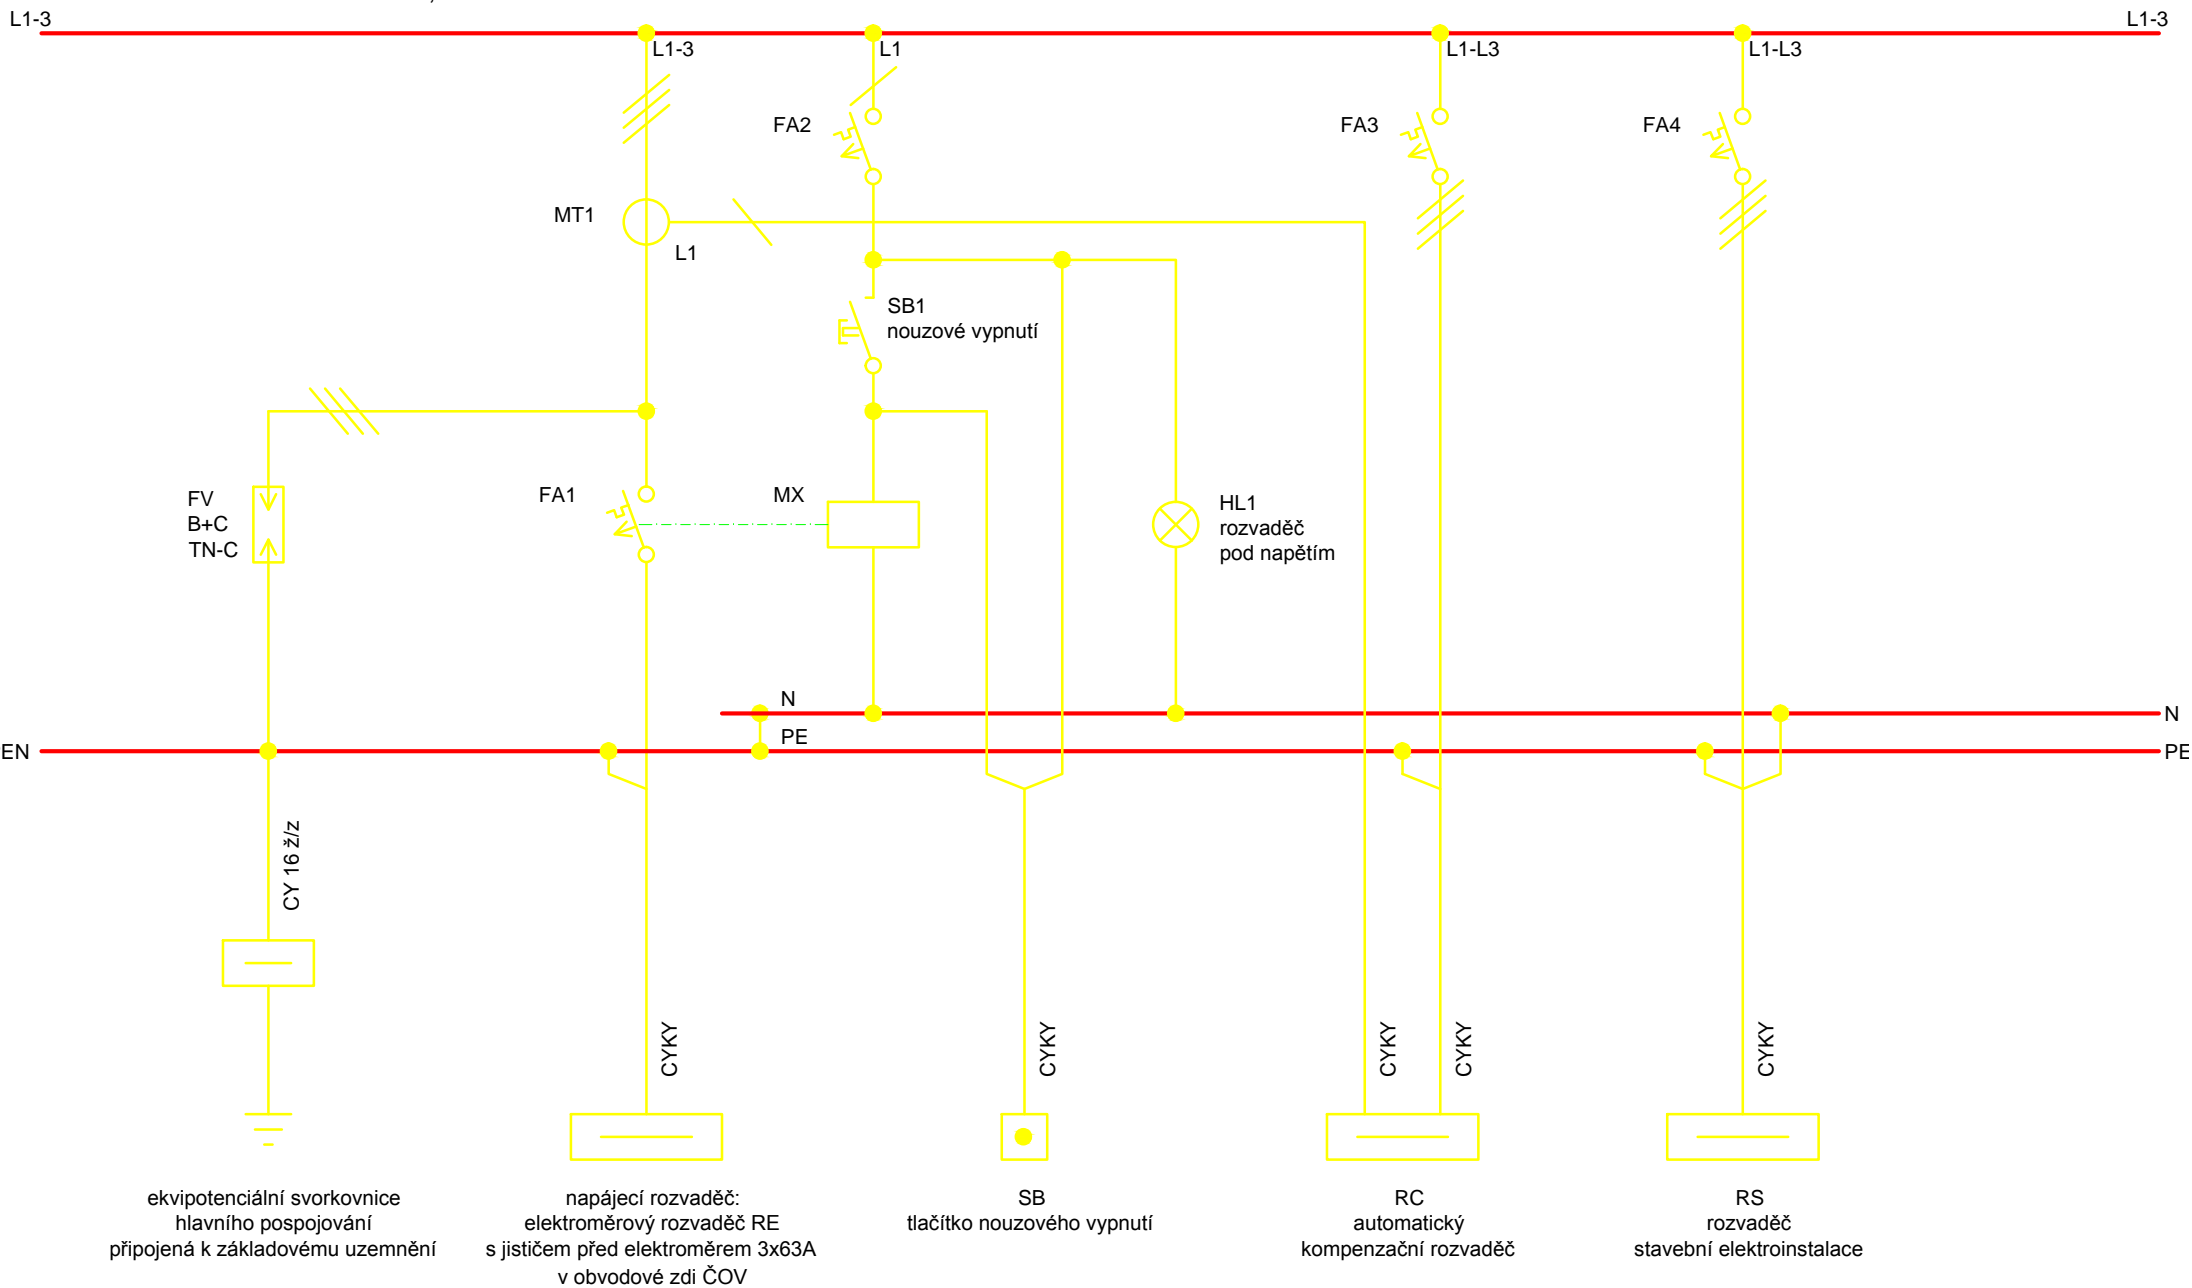 L1-3
L1-3
L1-3
L1
L1-L3
L1-L3
FA2
FA3
FA4
MT1
L1
SB1
nouzové vypnutí
FV
B+C
TN-C
FA1
MX
HL1
rozvaděč
pod napětím
N
N
EN
PE
PE
CY 16 ž/z
CYKY
CYKY
CYKY
CYKY
CYKY
ekvipotenciální svorkovnice
hlavního pospojování
připojená k základovému uzemnění
napájecí rozvaděč:
elektroměrový rozvaděč RE
s jističem před elektroměrem 3x63A
v obvodové zdi ČOV
SB
tlačítko nouzového vypnutí
RC
automatický
kompenzační rozvaděč
RS
rozvaděč
stavební elektroinstalace